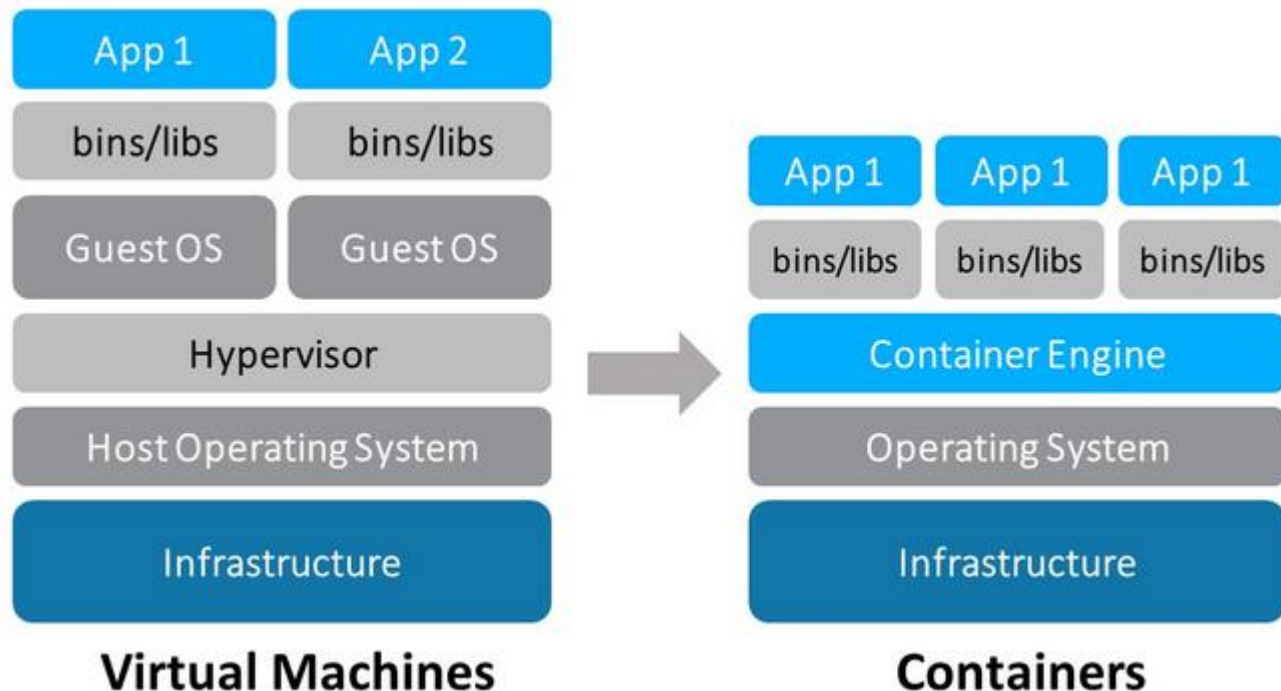 App 1
App 2
bins/libs
bins/libs
Guest OS
Guest OS
Hypervisor
Host Operating System
Infrastructure
Virtual Machines
App 1
App 1
App 1
bins/libs
bins/libs
bins/libs
Container Engine
Operating System
Infrastructure
Containers